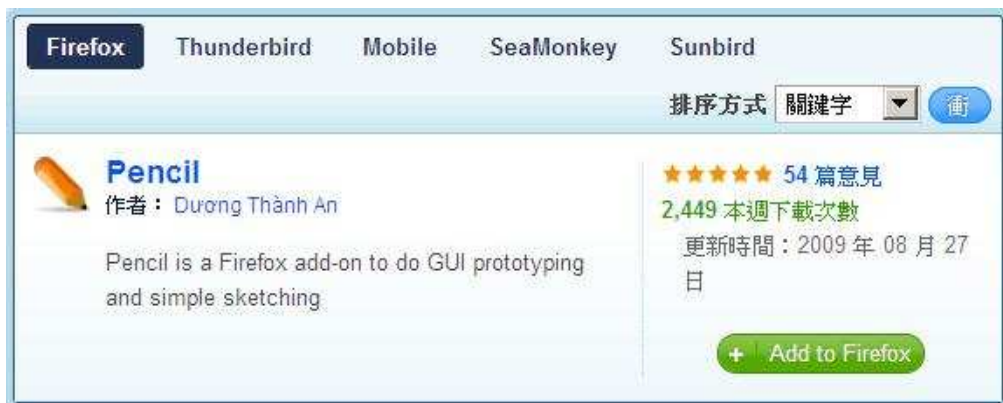 Firefox Thunderbird Mobile SeaMonkey Sunbird
排序方式 關鍵字 衝
Pencil
作者：Dương Thành An
Pencil is a Firefox add-on to do GUI prototyping
and simple sketching
54 篇意見
2,449 本週下載次數
更新時間：2009 年 08 月 27
日
+ Add to Firefox